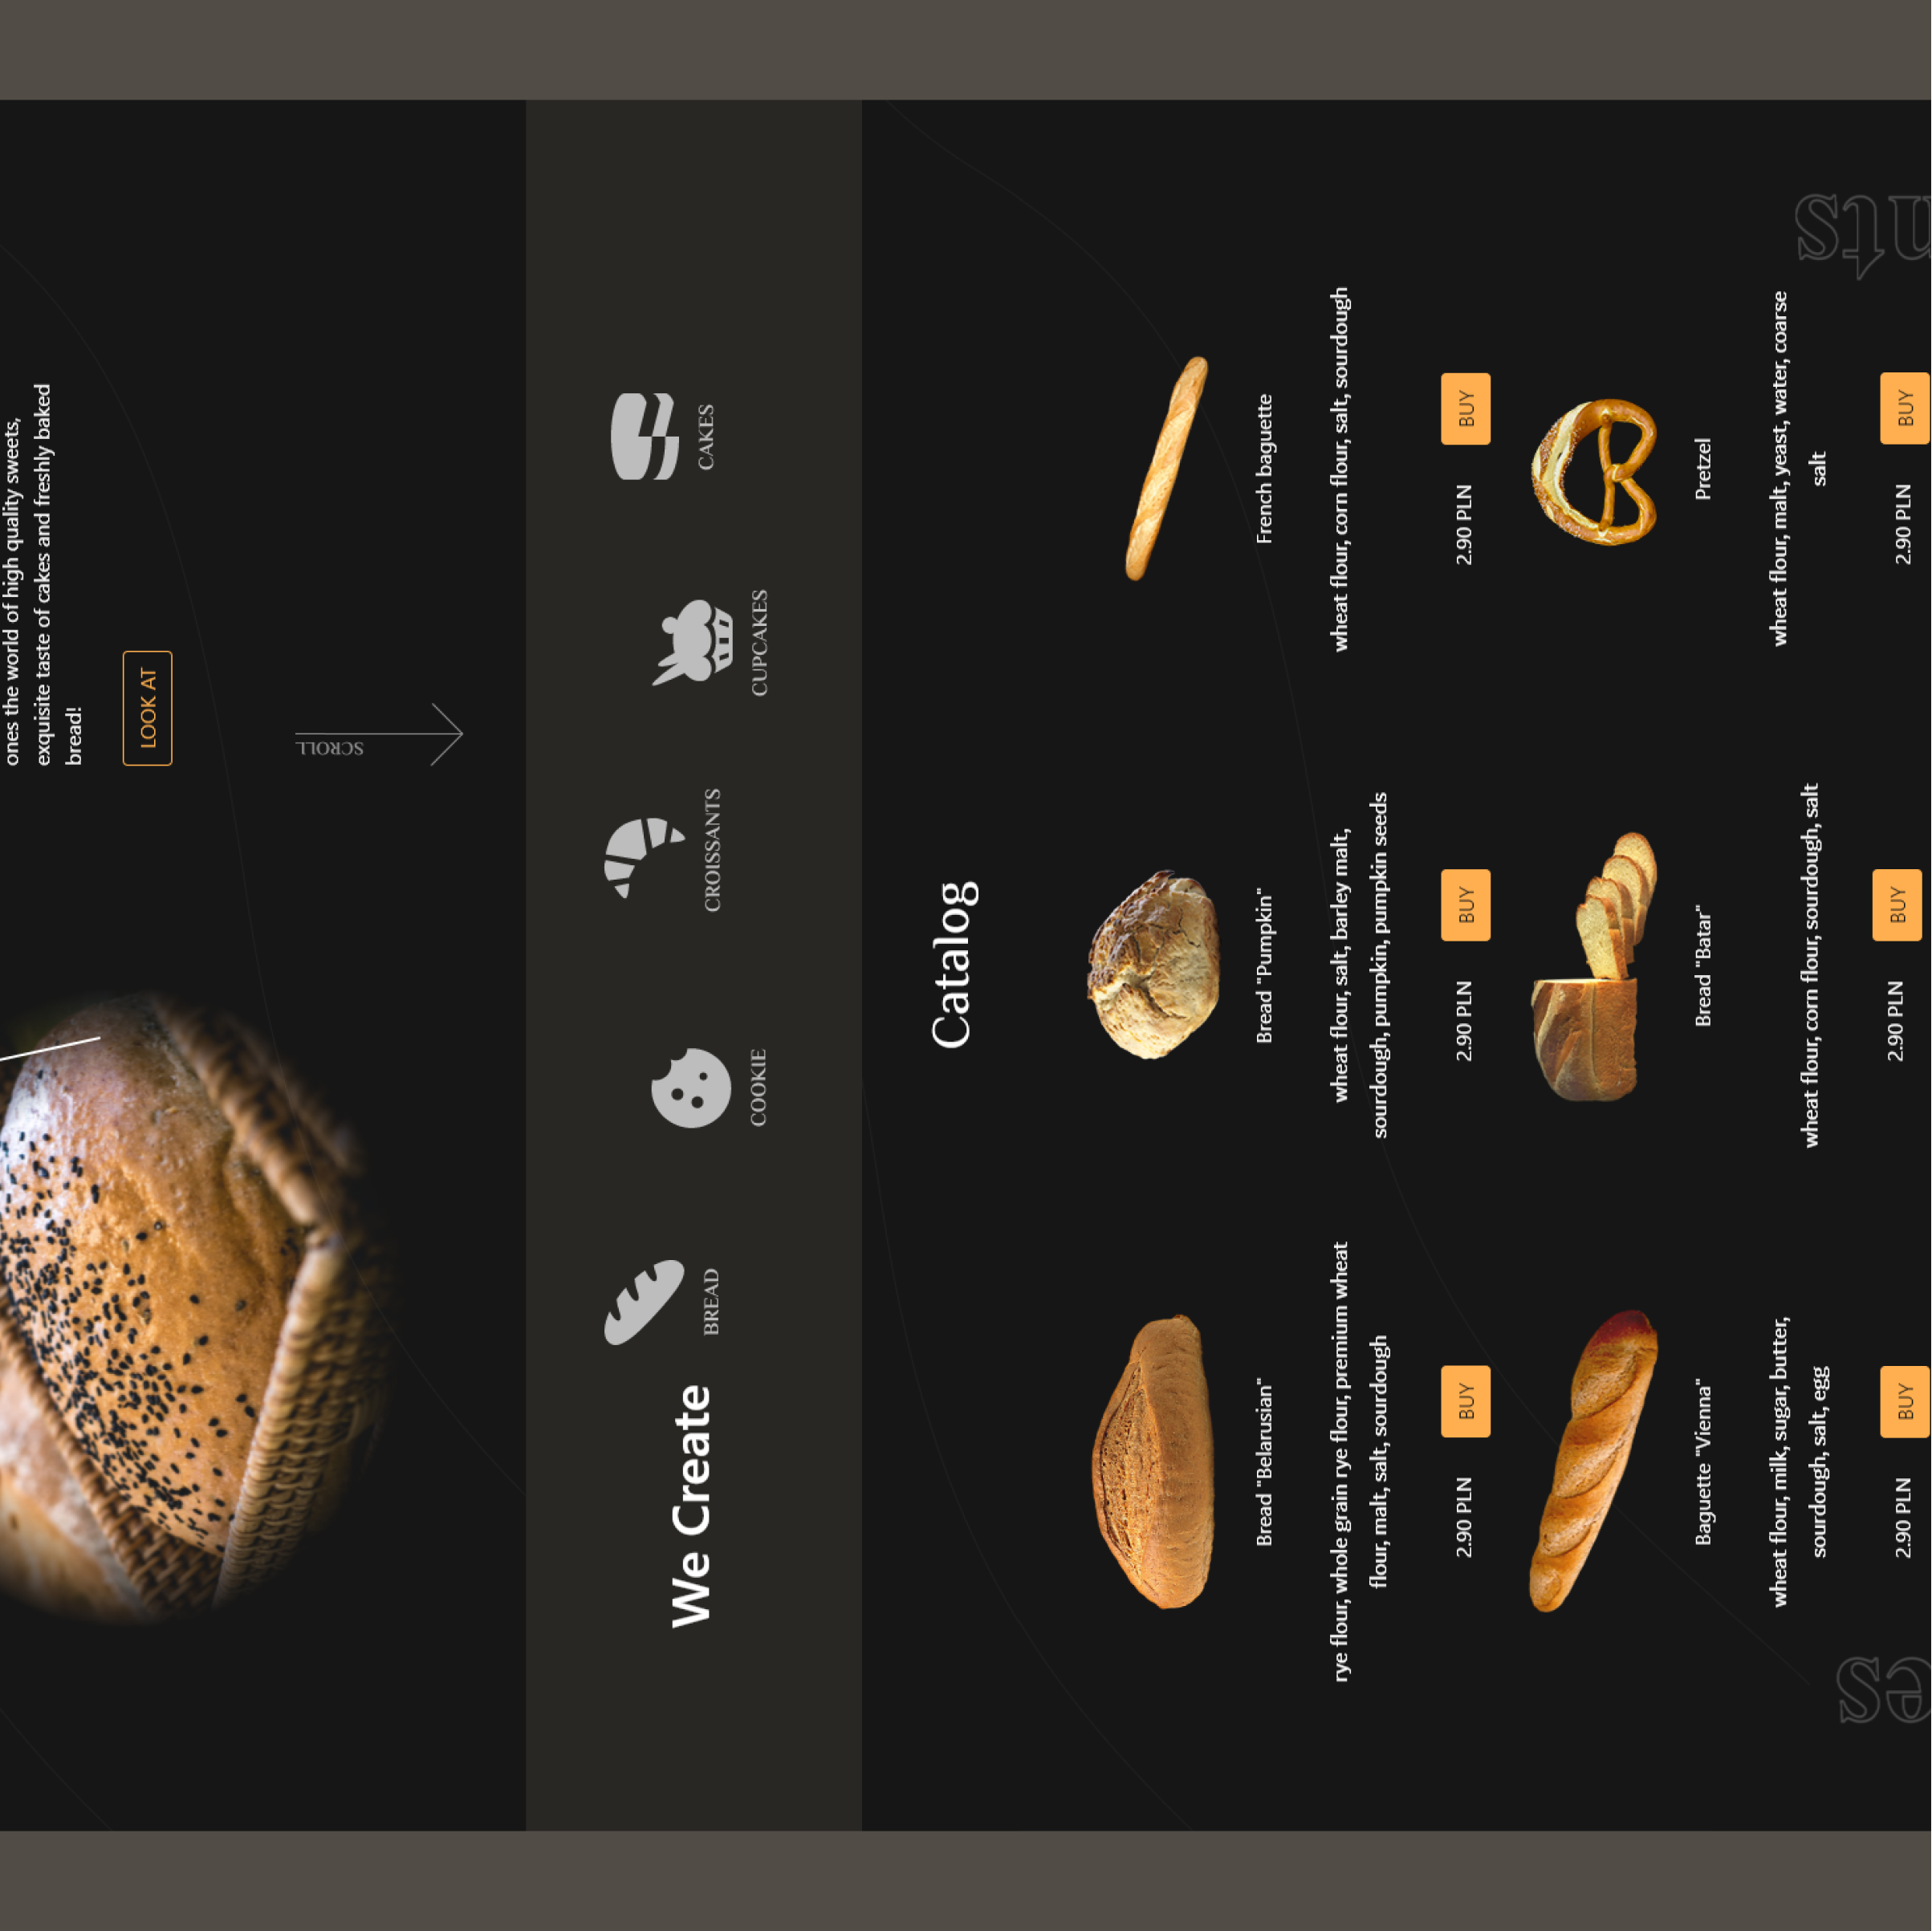 ones the world of high quality sweets,
exquisite taste of cakes and freshly baked
bread!
LOOK AT
SCROLL
We Create
BREAD
COOKIE
CROISSANTS
CUPCAKES
CAKES
Catalog
Bread "Belarusian"
rye flour, whole grain rye flour, premium wheat
flour, malt, salt, sourdough
2.90 PLN
BUY
Bread "Pumpkin"
wheat flour, salt, barley malt,
sourdough, pumpkin, pumpkin seeds
2.90 PLN
BUY
French baguette
wheat flour, corn flour, salt, sourdough
2.90 PLN
BUY
Baguette "Vienna"
wheat flour, milk, sugar, butter,
sourdough, salt, egg
2.90 PLN
BUY
Bread "Batar"
wheat flour, corn flour, sourdough, salt
2.90 PLN
BUY
Pretzel
wheat flour, malt, yeast, water, coarse
salt
2.90 PLN
BUY
es
nts